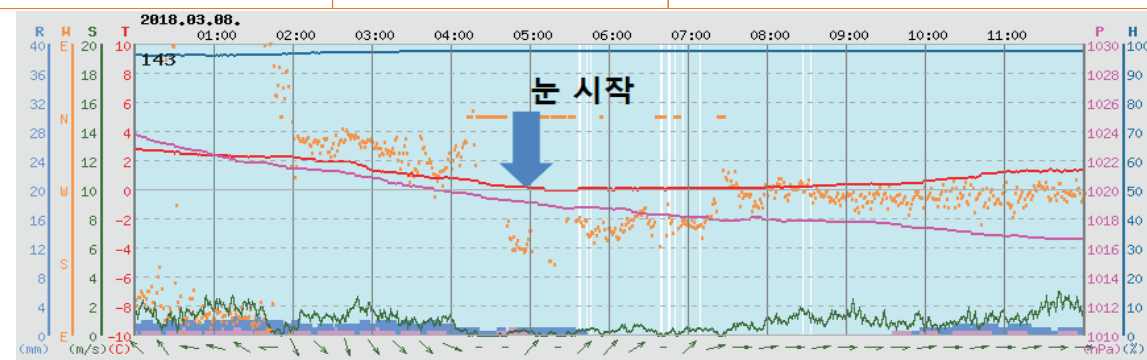 2018.03.08.
R W S T 01:00 02:00 03:00 04:00 05:00 06:00 07:00 08:00 09:00 10:00 11:00 P H
40 E 20 10 1030 100
143
36 18 8 1028 90
눈 시작
32 16 6 1026 80
N
28 14 4 1024 70
24 12 2 1022 60
20 W 10 0 1020 50
16 8 -2 1018 40
12 6 -4 1016 30
S
8 4 -6 1014 20
4 2 -8 1012 10
0 E 0 -10 1010 0
(mm) (m/s) (C) (hPa) (%)